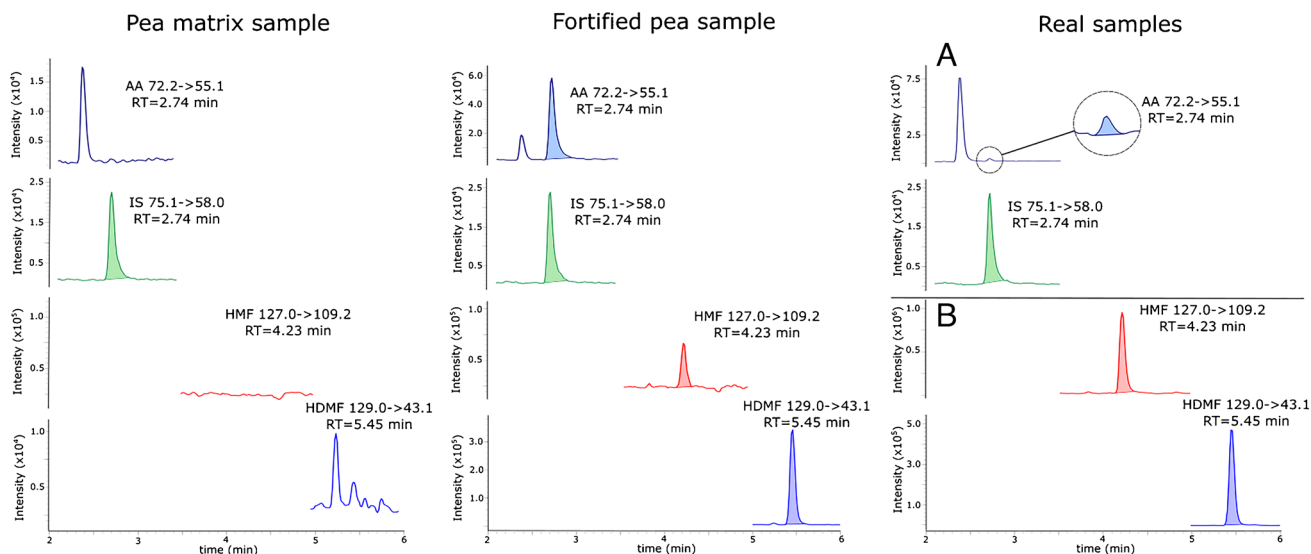 Pea matrix sample
Intensity (x10⁴)
1.5
1.0
0.5
AA 72.2->55.1
RT=2.74 min
Intensity (x10⁴)
2.5
1.5
0.5
IS 75.1->58.0
RT=2.74 min
Intensity (x10⁵)
1.0
0.5
HMF 127.0->109.2
RT=4.23 min
Intensity (x10⁴)
1.0
0.5
HDMF 129.0->43.1
RT=5.45 min
2
3
4
5
6
time (min)
Fortified pea sample
Intensity (x10⁴)
6.0
4.0
2.0
AA 72.2->55.1
RT=2.74 min
Intensity (x10⁴)
2.5
1.5
0.5
IS 75.1->58.0
RT=2.74 min
Intensity (x10⁵)
1.0
0.5
HMF 127.0->109.2
RT=4.23 min
Intensity (x10⁵)
3.0
2.0
1.0
HDMF 129.0->43.1
RT=5.45 min
2
3
4
5
6
time (min)
Real samples
A
Intensity (x10⁴)
7.5
2.5
AA 72.2->55.1
RT=2.74 min
Intensity (x10⁴)
2.5
1.5
0.5
IS 75.1->58.0
RT=2.74 min
B
Intensity (x10⁶)
1.0
0.5
HMF 127.0->109.2
RT=4.23 min
Intensity (x10⁵)
5.0
3.0
1.0
HDMF 129.0->43.1
RT=5.45 min
2
3
4
5
6
time (min)